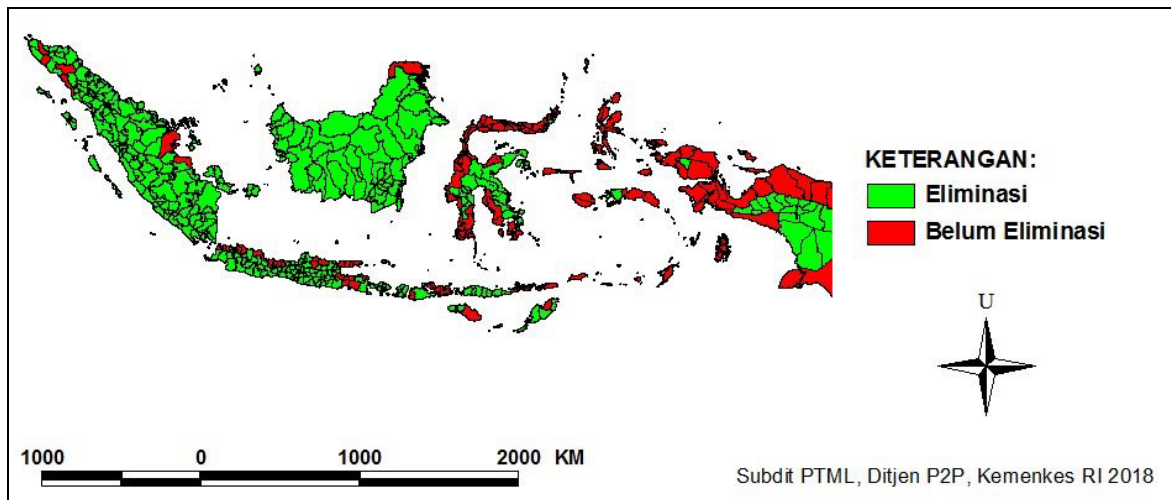 KETERANGAN:
Eliminasi
Belum Eliminasi
U
1000 0 1000 2000 KM
Subdit PTML, Ditjen P2P, Kemenkes RI 2018